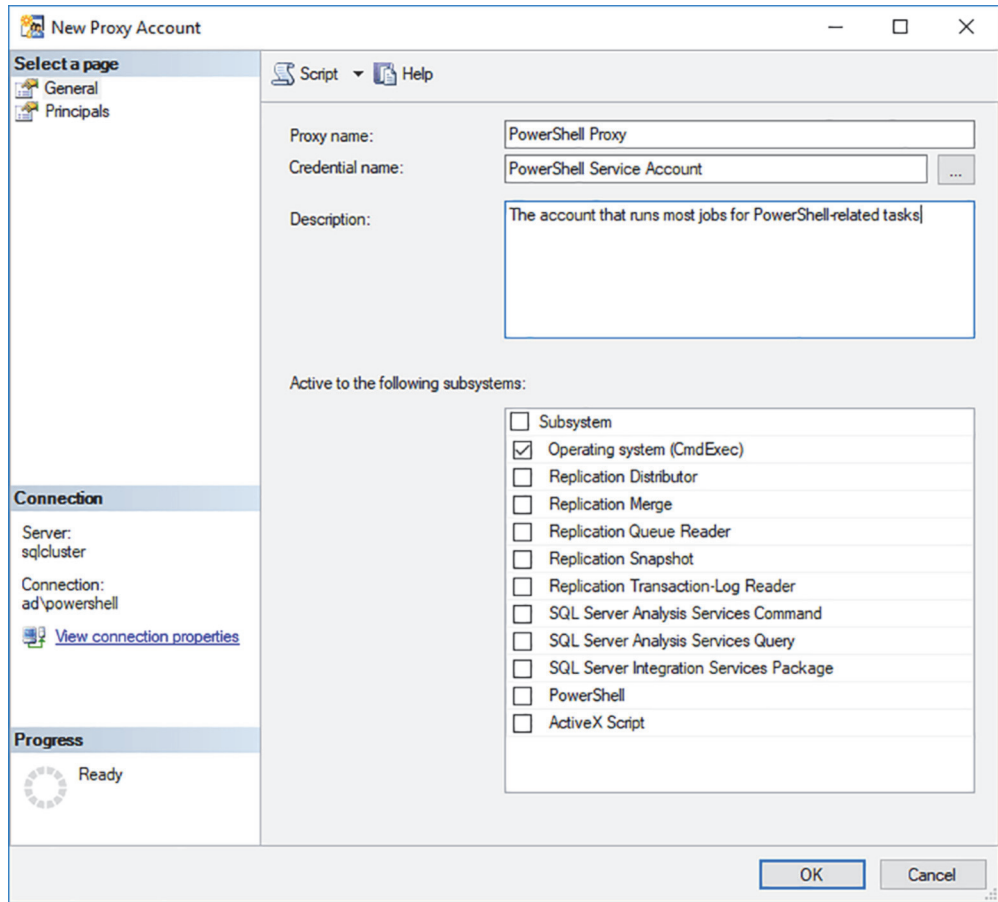 New Proxy Account
Select a page
General
Principals
Script
Help
Proxy name:
PowerShell Proxy
Credential name:
PowerShell Service Account
...
Description:
The account that runs most jobs for PowerShell-related tasks
Active to the following subsystems:
Subsystem
Operating system (CmdExec)
Replication Distributor
Replication Merge
Replication Queue Reader
Replication Snapshot
Replication Transaction-Log Reader
SQL Server Analysis Services Command
SQL Server Analysis Services Query
SQL Server Integration Services Package
PowerShell
ActiveX Script
Connection
Server:
sqlcluster
Connection:
ad\powershell
View connection properties
Progress
Ready
OK
Cancel